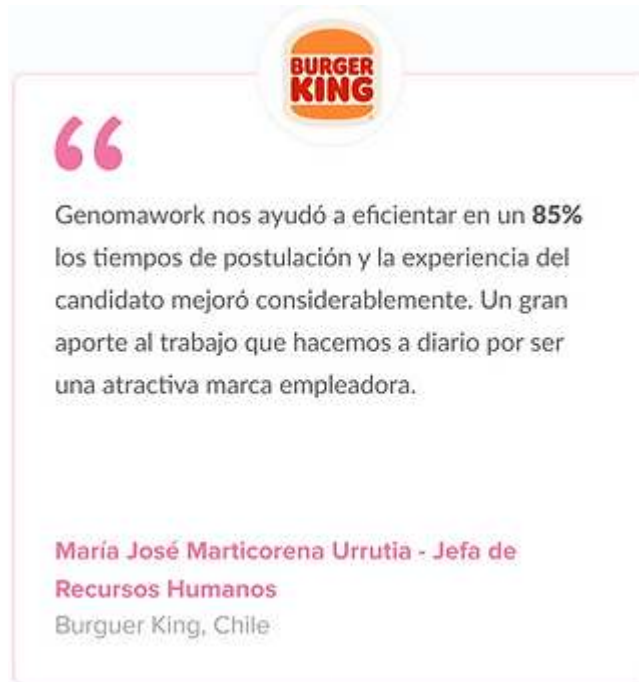 BURGER
KING
“
Genomawork nos ayudó a eficientar en un 85%
los tiempos de postulación y la experiencia del
candidato mejoró considerablemente. Un gran
aporte al trabajo que hacemos a diario por ser
una atractiva marca empleadora.
María José Marticorena Urrutia - Jefa de
Recursos Humanos
Burguer King, Chile